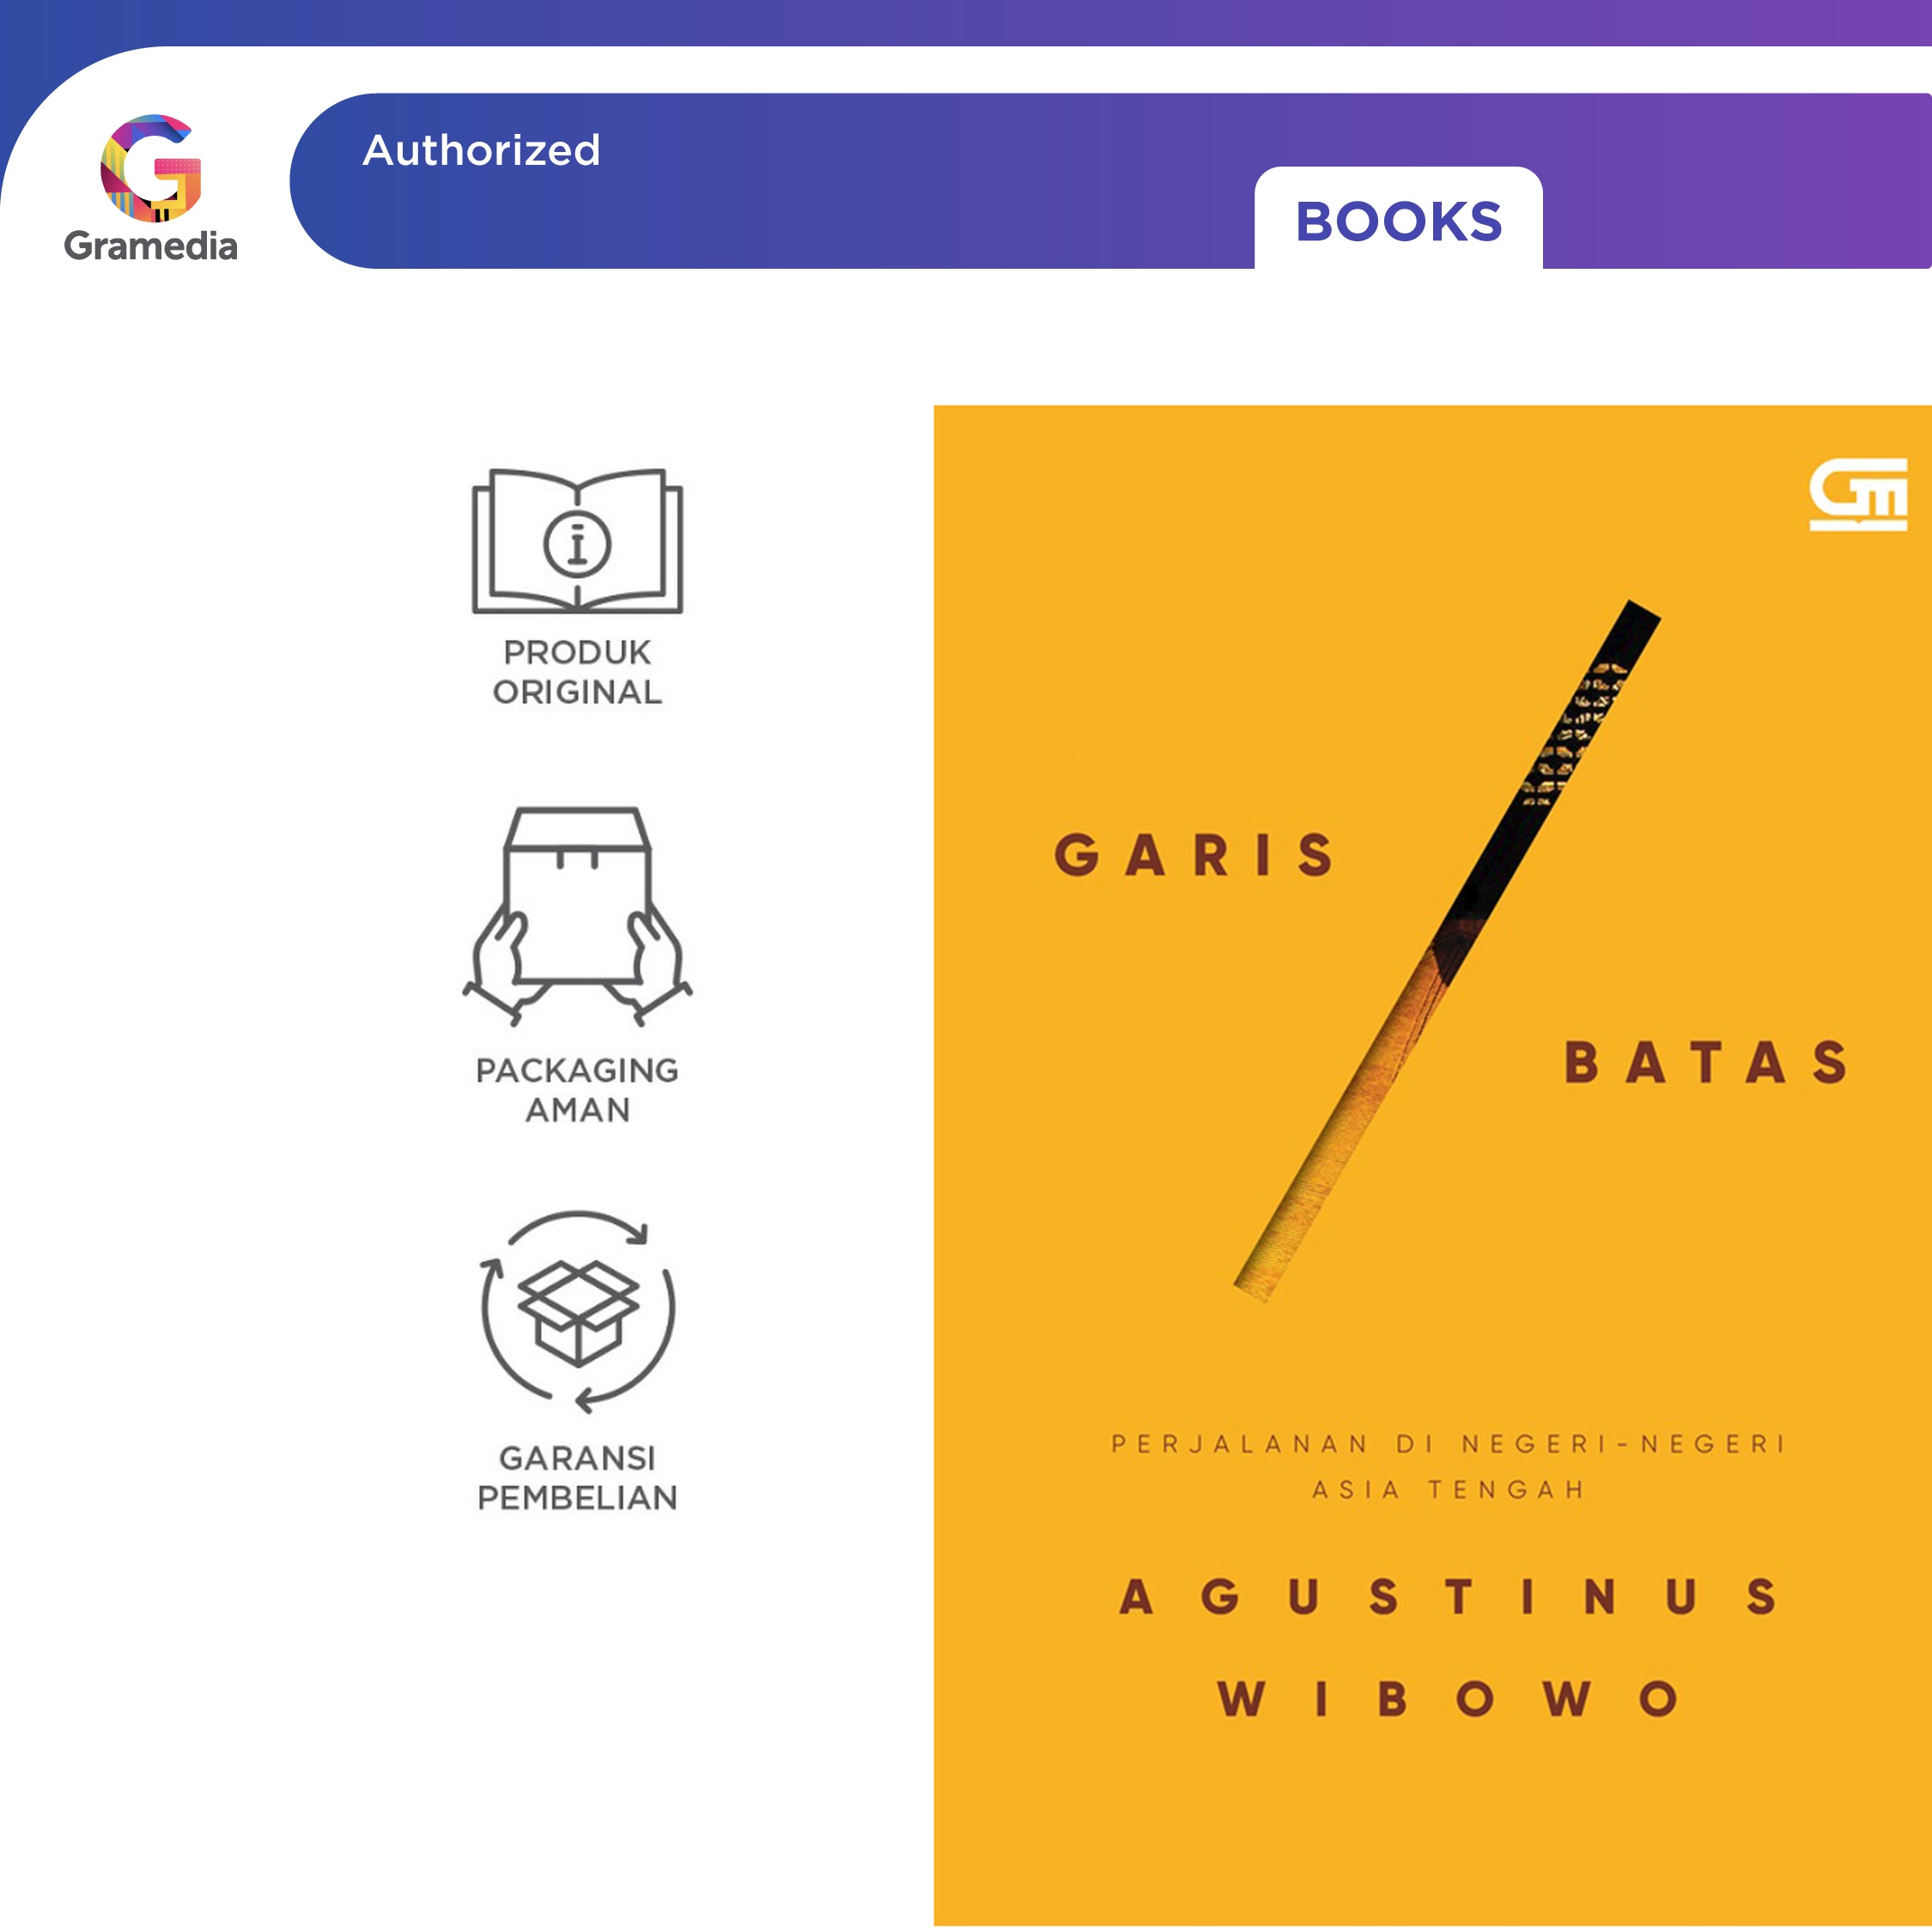 Gramedia
Authorized
BOOKS
PRODUK
ORIGINAL
PACKAGING
AMAN
GARANSI
PEMBELIAN
GM
GARIS
BATAS
PERJALANAN DI NEGERI-NEGERI
ASIA TENGAH
AGUSTINUS
WIBOWO